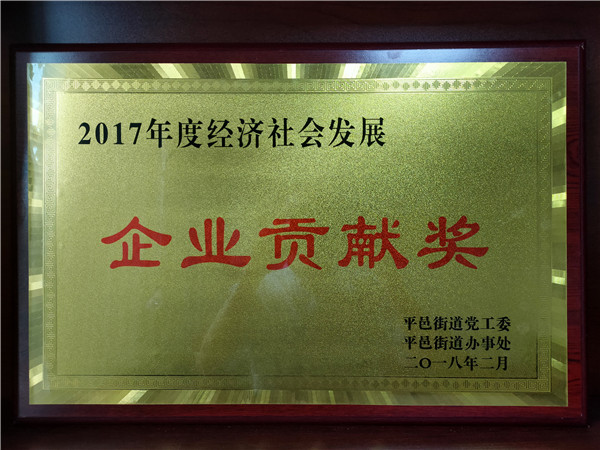 2017年度经济社会发展
企业贡献奖
平邑街道党工委
平邑街道办事处
二〇一八年二月